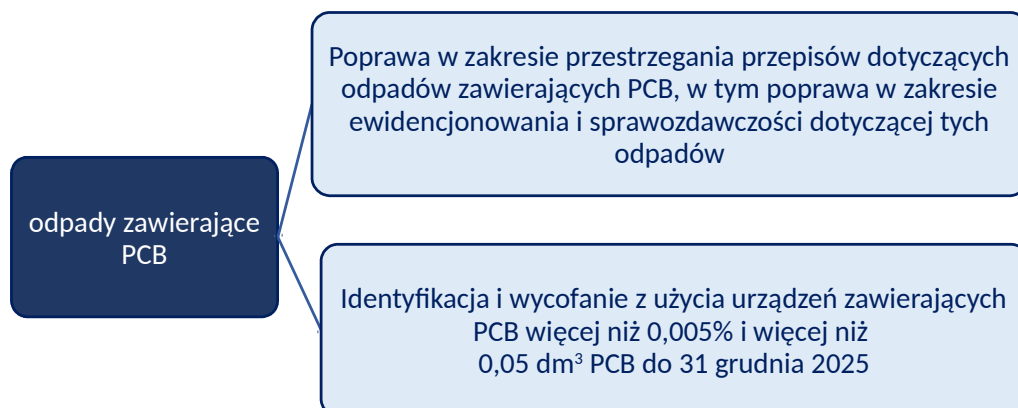 Poprawa w zakresie przestrzegania przepisów dotyczących
odpadów zawierających PCB, w tym poprawa w zakresie
ewidencjonowania i sprawozdawczości dotyczącej tych
odpadów
odpady zawierające
PCB
Identyfikacja i wycofanie z użycia urządzeń zawierających
PCB więcej niż 0,005% i więcej niż
0,05 dm³ PCB do 31 grudnia 2025